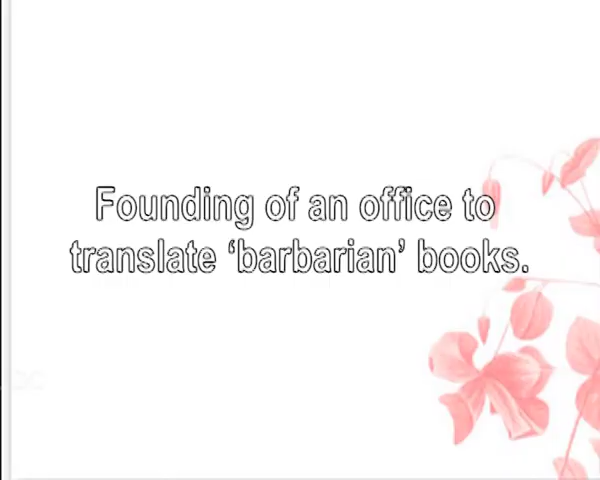 Founding of an office to
translate ‘barbarian’ books.